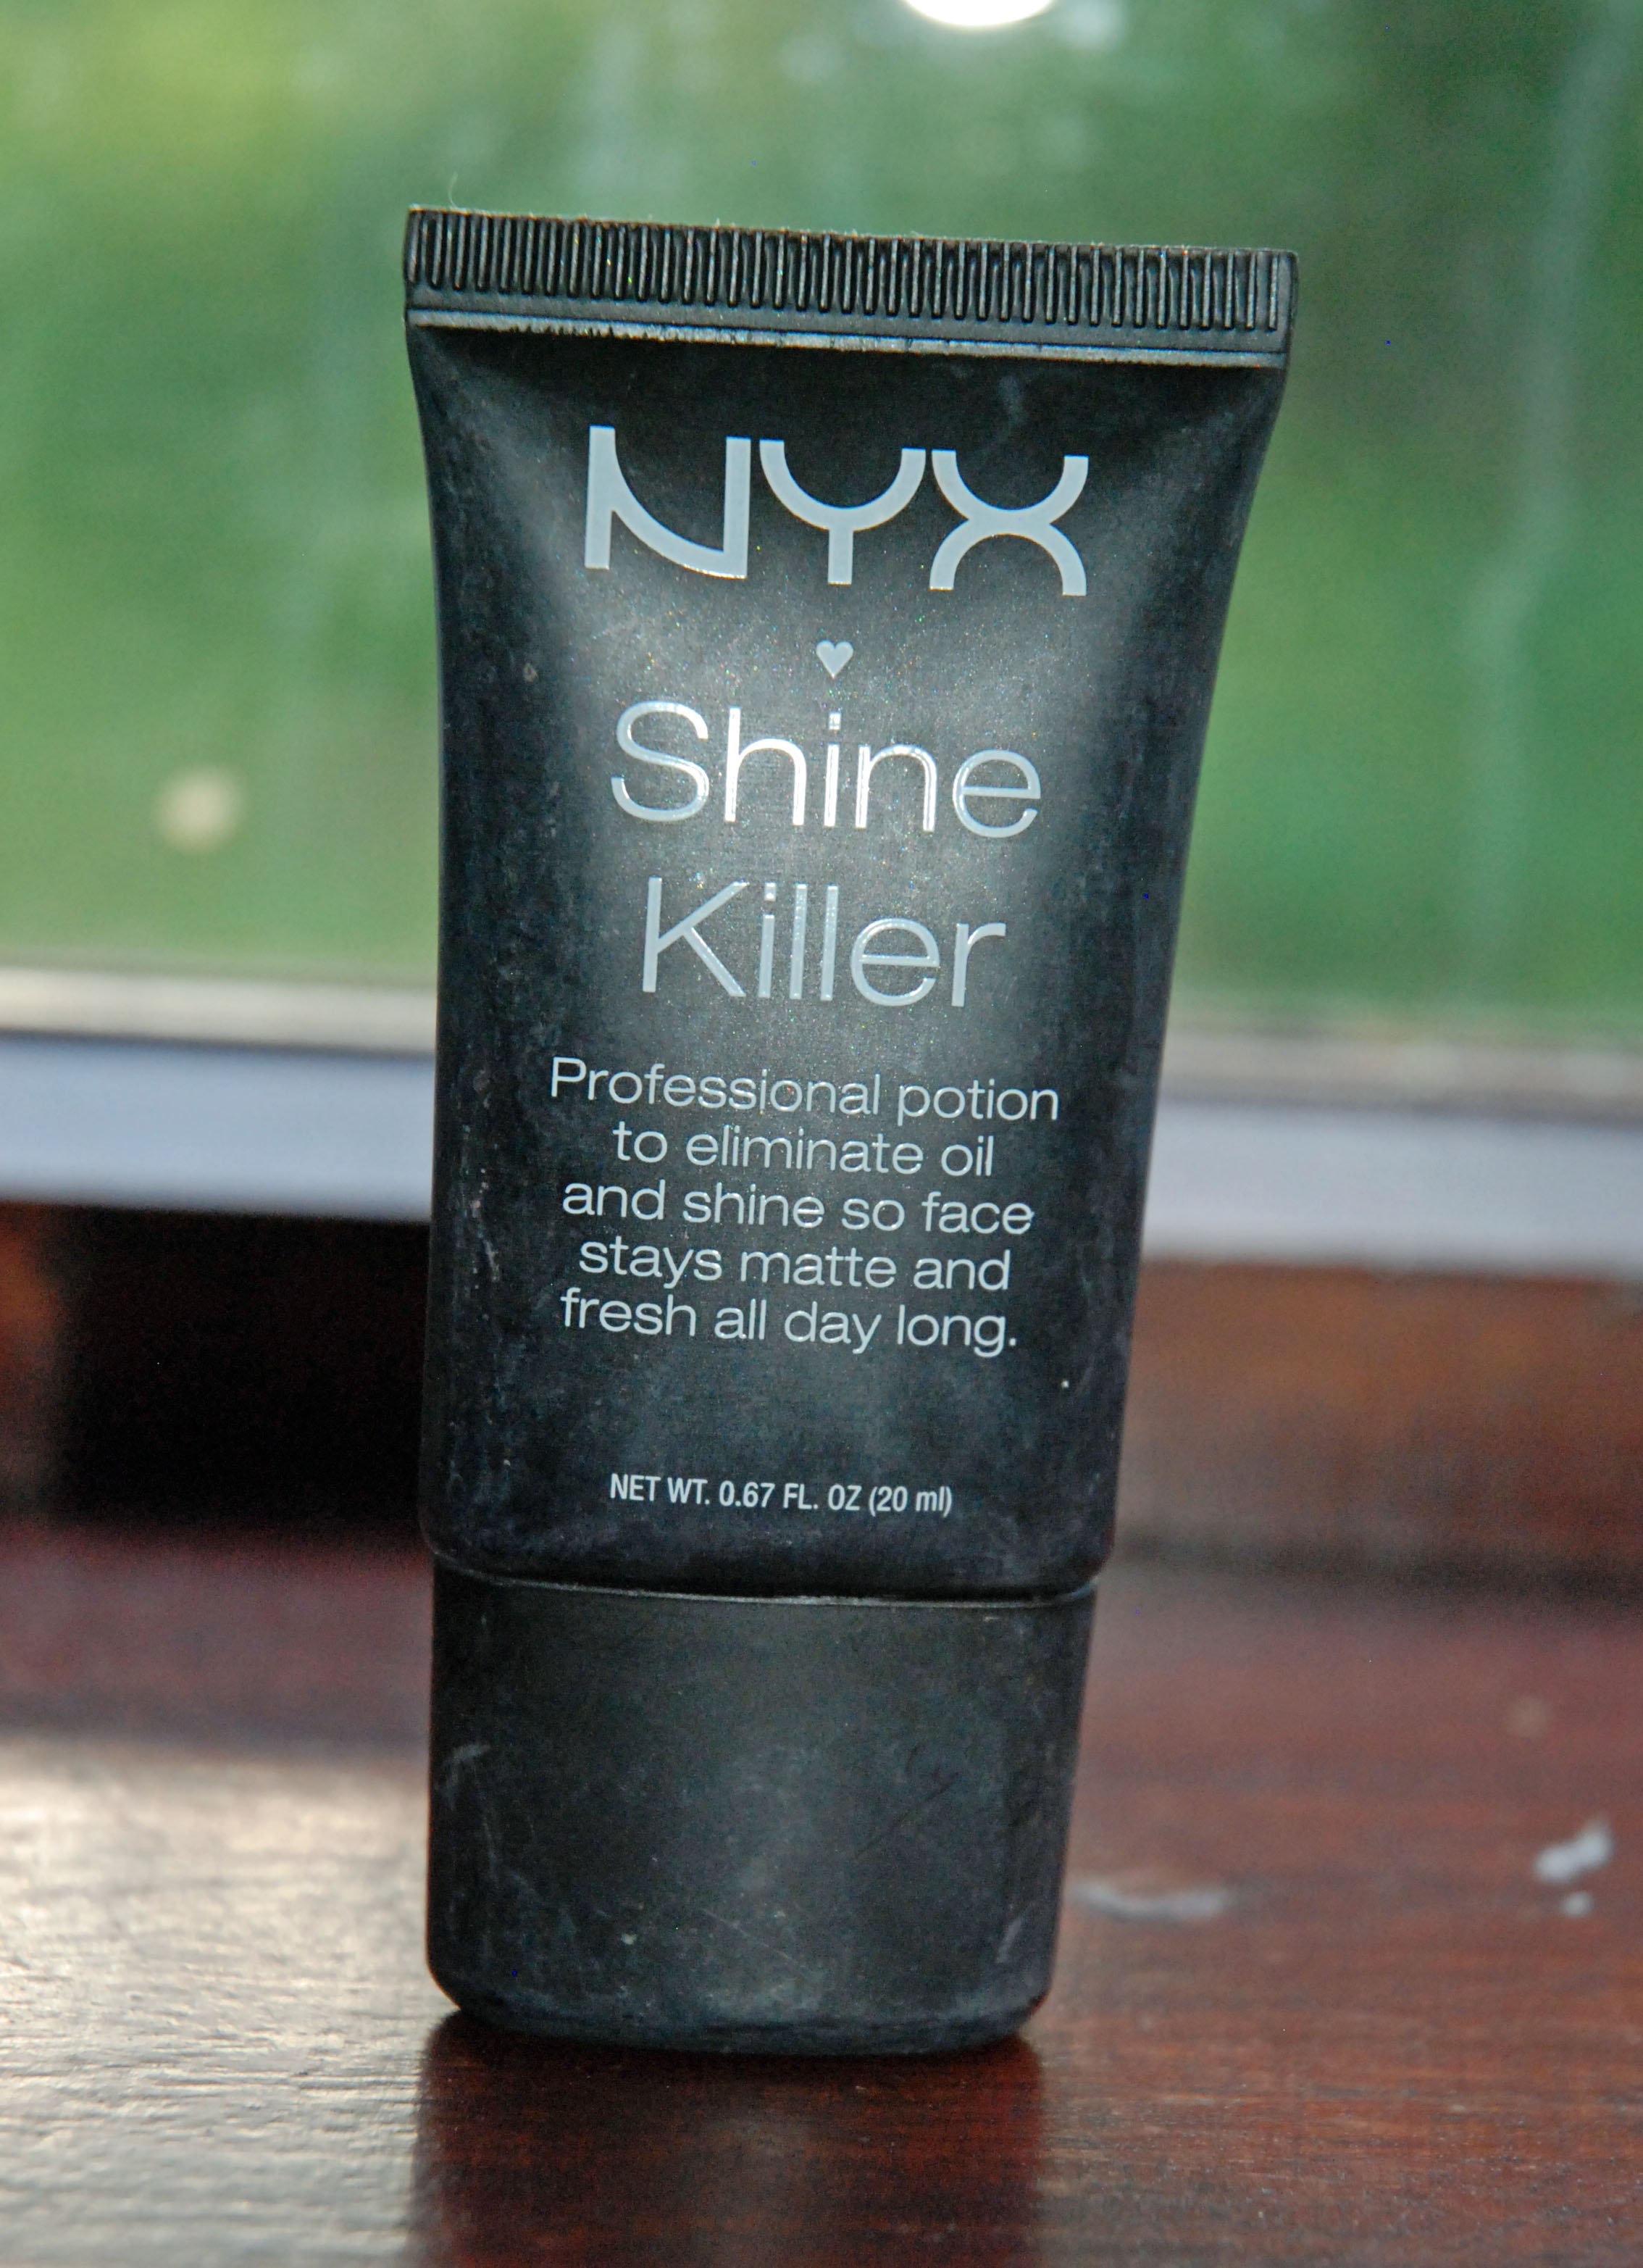 NYX
Shine
Killer
Professional potion
to eliminate oil
and shine so face
stays matte and
fresh all day long.
NET WT. 0.67 FL. OZ (20 ml)